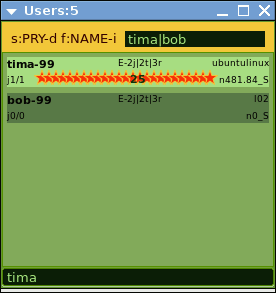 Users:5
s:PRY-d f:NAME-i tima|bob
tima-99 E-2j|2t|3r ubuntulinux
j1/1 25 n481.84_S
bob-99 E-2j|2t|3r l02
j0/0 n0_S
tima